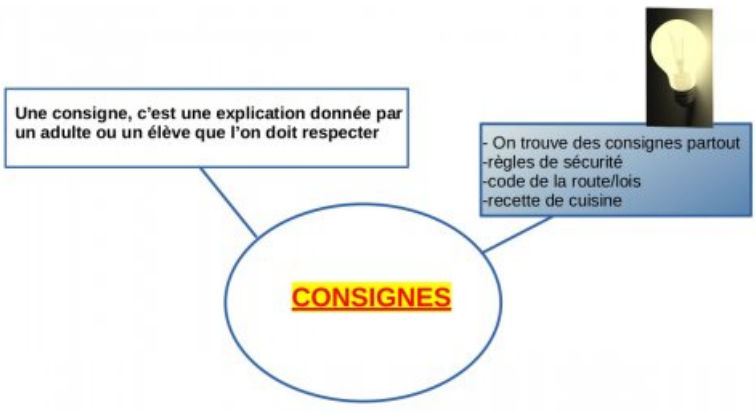 Une consigne, c'est une explication donnée par
un adulte ou un élève que l'on doit respecter
- On trouve des consignes partout
-règles de sécurité
-code de la route/lois
-recette de cuisine
CONSIGNES